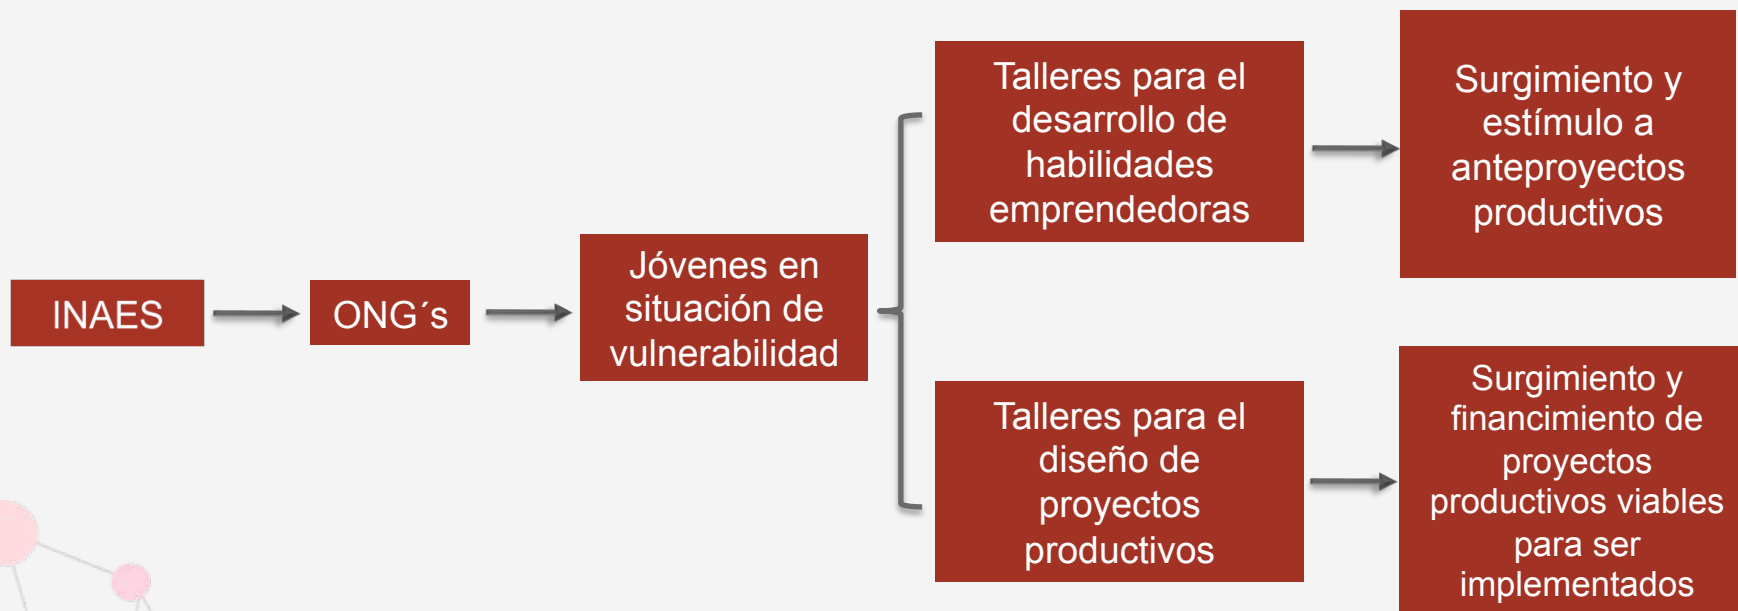 INAES
ONG´s
Jóvenes en
situación de
vulnerabilidad
Talleres para el
desarrollo de
habilidades
emprendedoras
Surgimiento y
estímulo a
anteproyectos
productivos
Talleres para el
diseño de
proyectos
productivos
Surgimiento y
financimiento de
proyectos
productivos viables
para ser
implementados